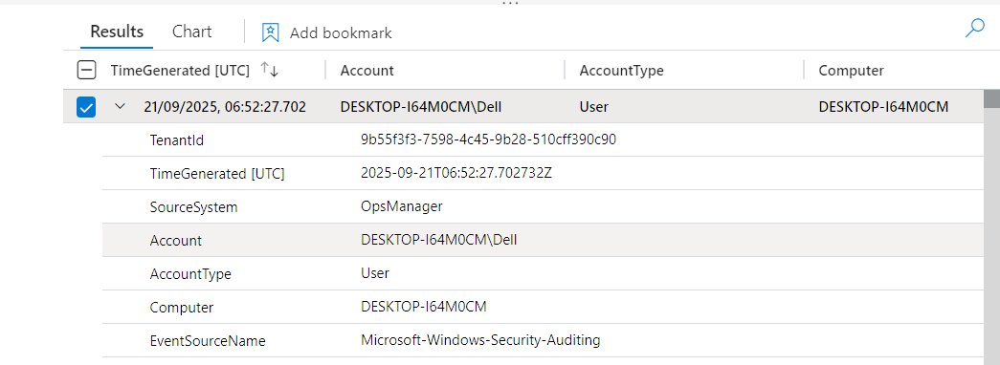 Results Chart Add bookmark
TimeGenerated [UTC] Account AccountType Computer
21/09/2025, 06:52:27.702 DESKTOP-I64M0CM\Dell User DESKTOP-I64M0CM
TenantId 9b55f3f3-7598-4c45-9b28-510cff390c90
TimeGenerated [UTC] 2025-09-21T06:52:27.702732Z
SourceSystem OpsManager
Account DESKTOP-I64M0CM\Dell
AccountType User
Computer DESKTOP-I64M0CM
EventSourceName Microsoft-Windows-Security-Auditing